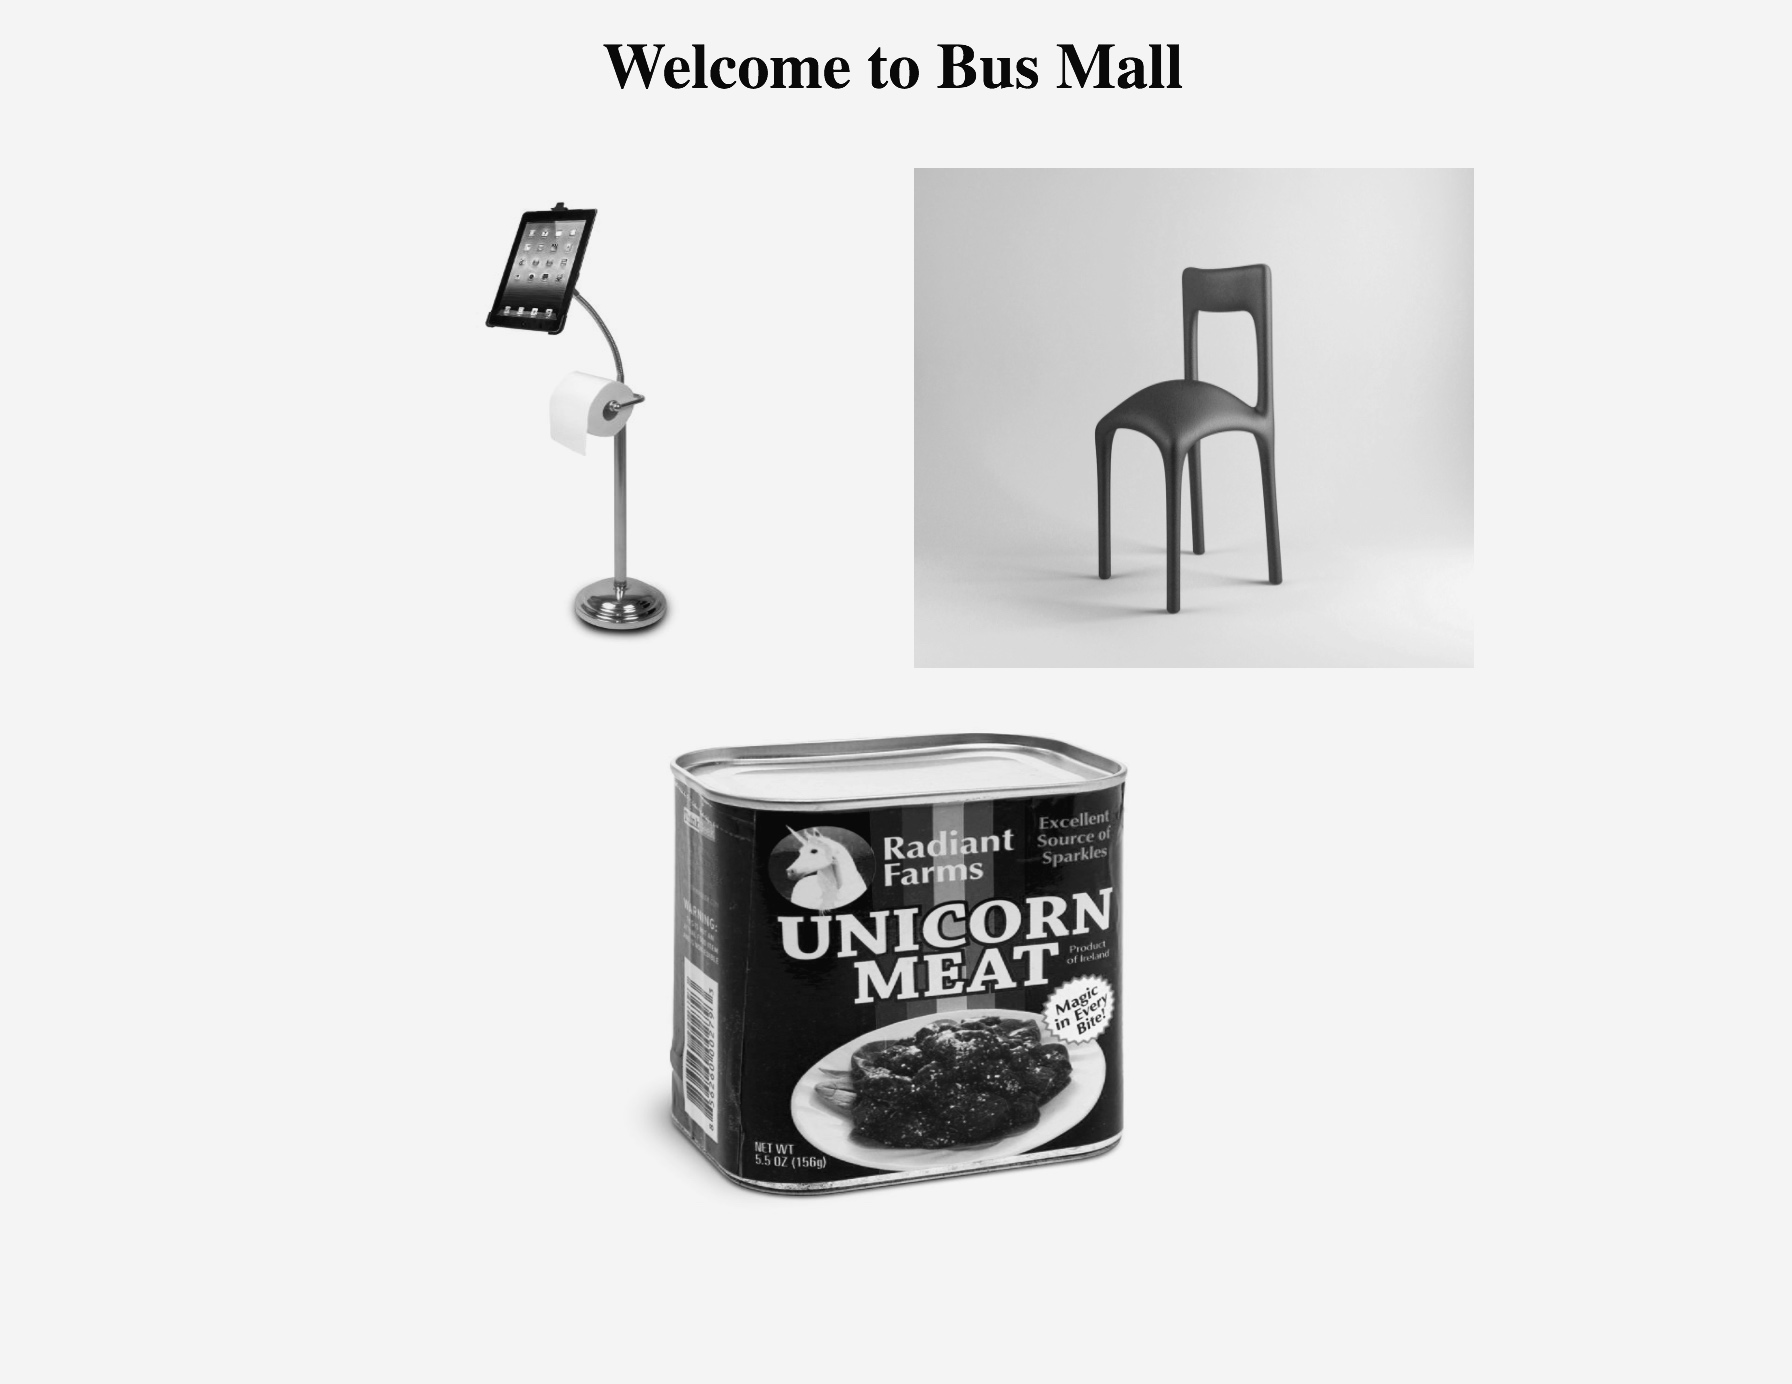 Welcome to Bus Mall
Radiant
Farms
Excellent
Source of
Sparkles
UNICORN
MEAT
Product
of Ireland
Magic
in Every
Bite!
WARNING:
NET WT
5.5 OZ (156g)